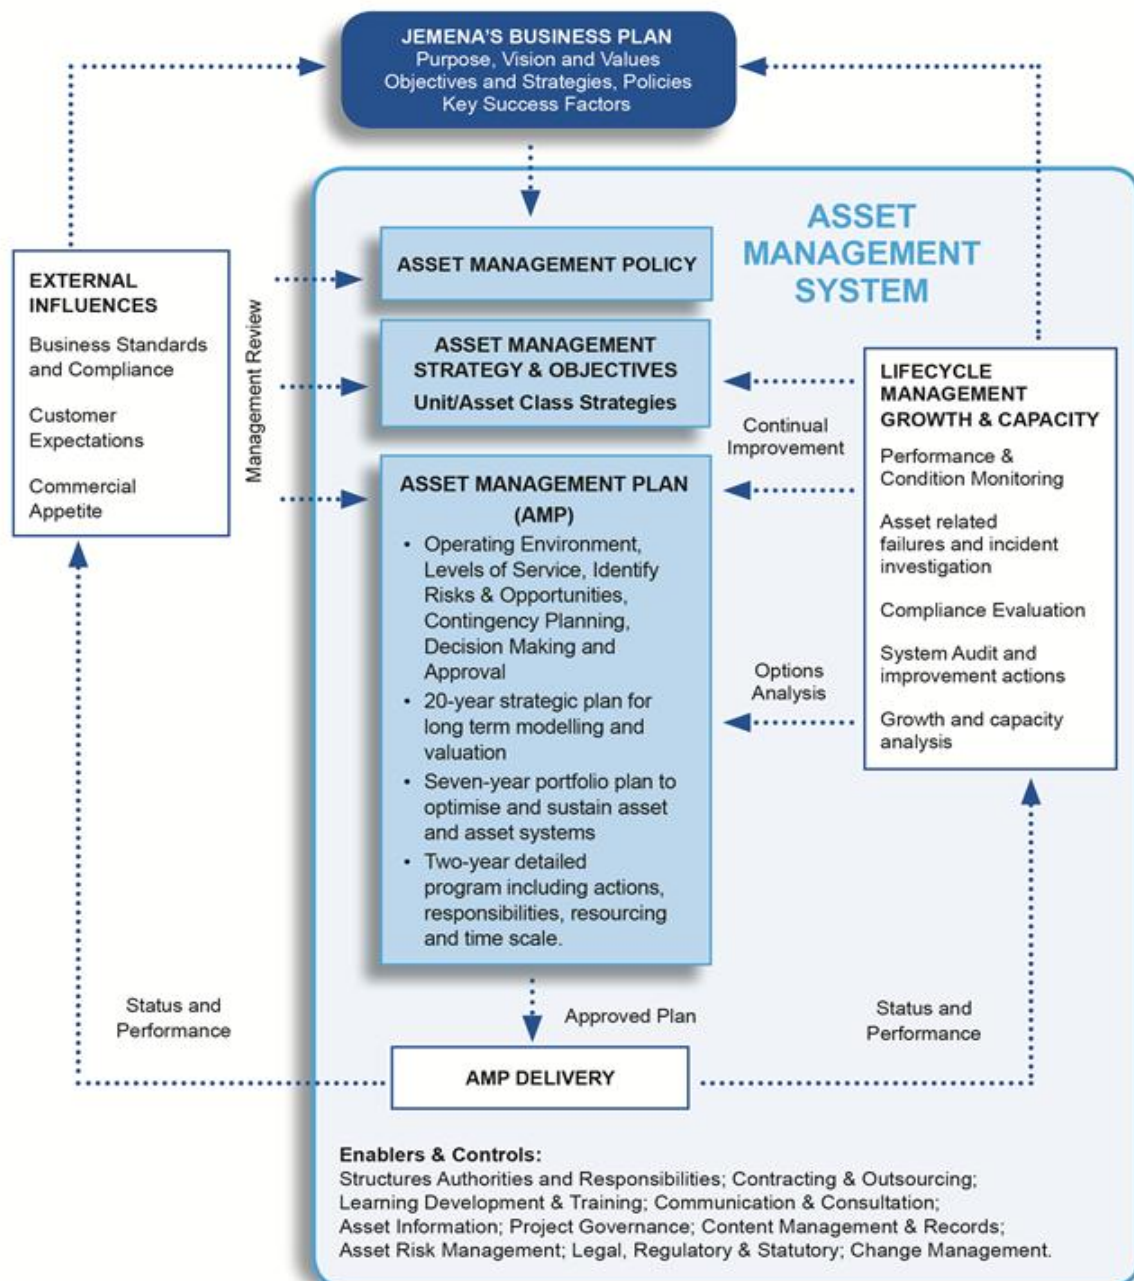 JEMENA'S BUSINESS PLAN
Purpose, Vision and Values
Objectives and Strategies, Policies
Key Success Factors
ASSET
MANAGEMENT
SYSTEM
EXTERNAL
INFLUENCES
Business Standards
and Compliance
Customer
Expectations
Commercial
Appetite
Management Review
ASSET MANAGEMENT POLICY
ASSET MANAGEMENT
STRATEGY & OBJECTIVES
Unit/Asset Class Strategies
ASSET MANAGEMENT PLAN
(AMP)
• Operating Environment,
Levels of Service, Identify
Risks & Opportunities,
Contingency Planning,
Decision Making and
Approval
• 20-year strategic plan for
long term modelling and
valuation
• Seven-year portfolio plan to
optimise and sustain asset
and asset systems
• Two-year detailed
program including actions,
responsibilities, resourcing
and time scale.
Continual
Improvement
Options
Analysis
LIFECYCLE
MANAGEMENT
GROWTH & CAPACITY
Performance &
Condition Monitoring
Asset related
failures and incident
investigation
Compliance Evaluation
System Audit and
improvement actions
Growth and capacity
analysis
Status and
Performance
Approved Plan
Status and
Performance
AMP DELIVERY
Enablers & Controls:
Structures Authorities and Responsibilities; Contracting & Outsourcing;
Learning Development & Training; Communication & Consultation;
Asset Information; Project Governance; Content Management & Records;
Asset Risk Management; Legal, Regulatory & Statutory; Change Management.